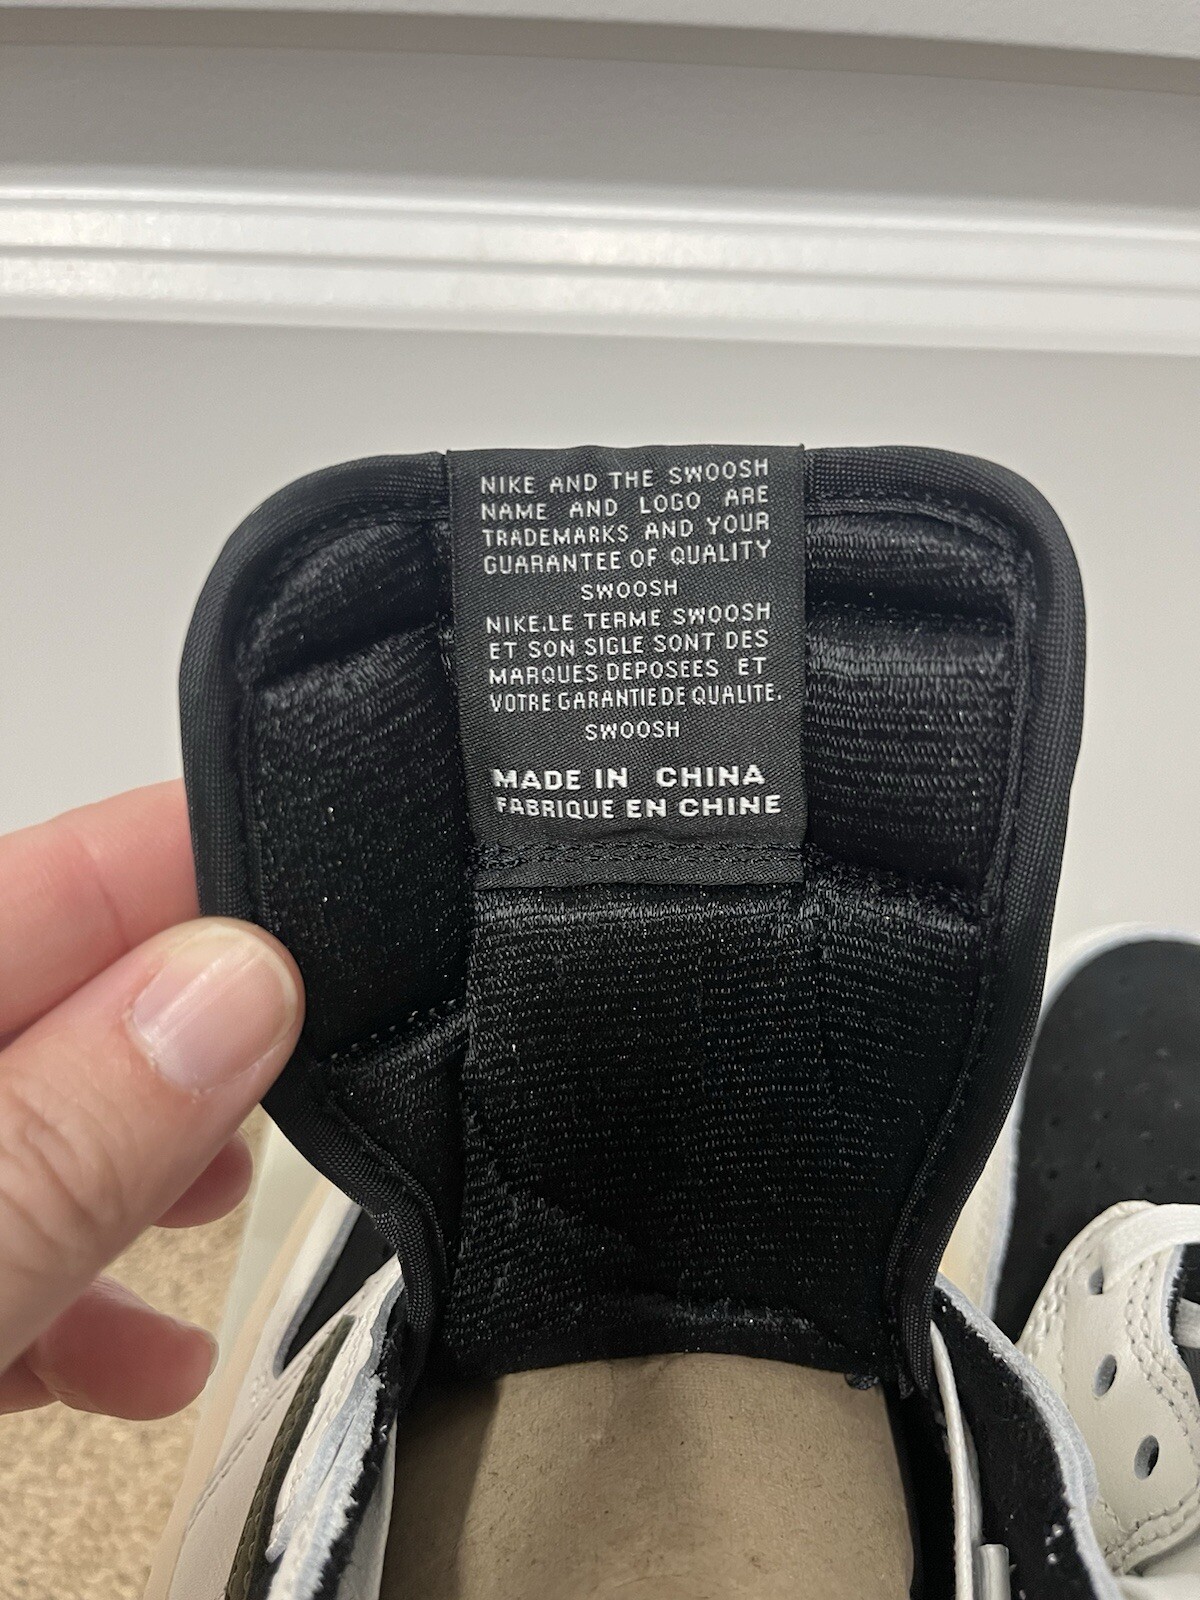 NIKE AND THE SWOOSH
NAME AND LOGO ARE
TRADEMARKS AND YOUR
GUARANTEE OF QUALITY
SWOOSH
NIKE.LE TERME SWOOSH
ET SON SIGLE SONT DES
MARQUES DEPOSEES ET
VOTRE GARANTIE DE QUALITE.
SWOOSH
MADE IN CHINA
FABRIQUE EN CHINE